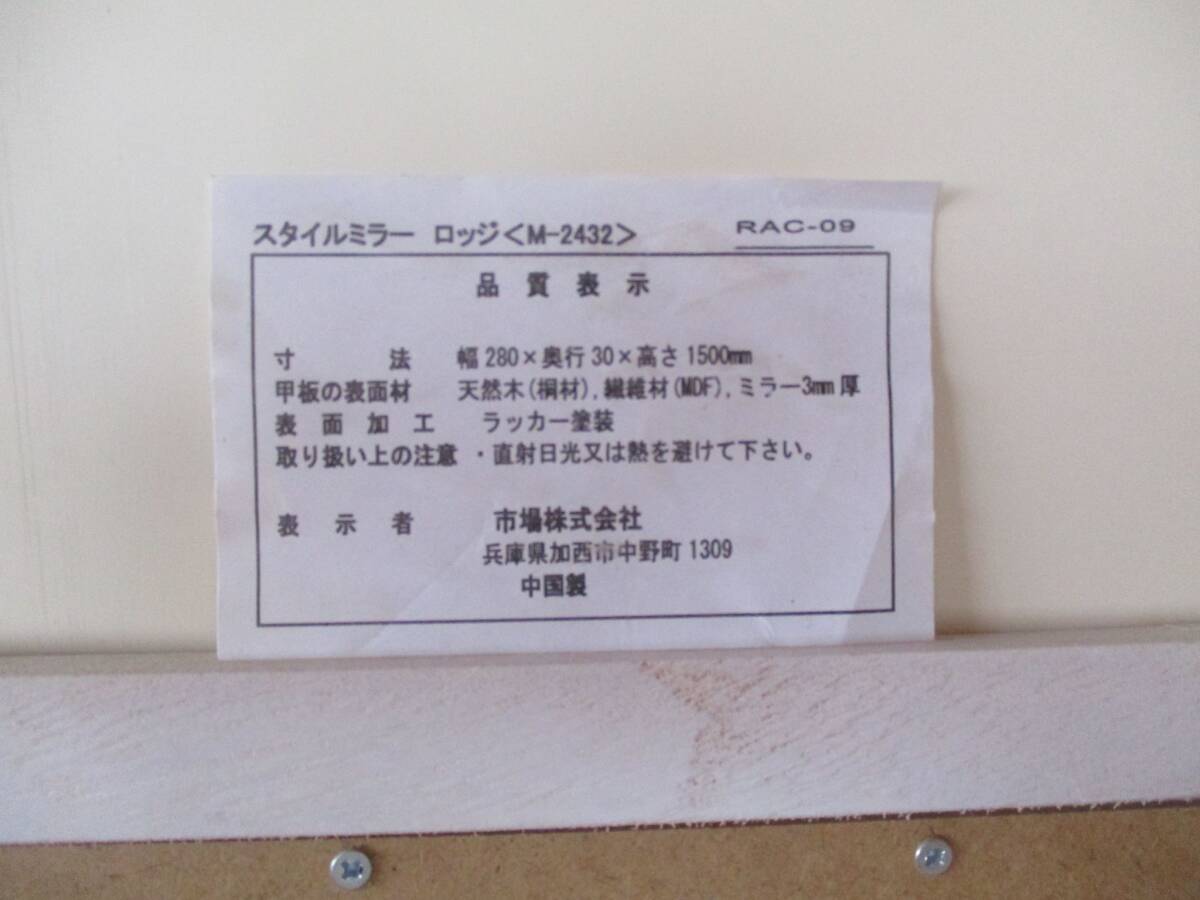 スタイルミラー ロッジ<M-2432> RAC-09
品質表示
寸法 幅280×奥行30×高さ1500mm
甲板の表面材 天然木(桐材),繊維材(MDF),ミラー3mm厚
表面加工 ラッカー塗装
取り扱い上の注意 ・直射日光又は熱を避けて下さい。
表示者 市場株式会社
兵庫県加西市中野町1309
中国製